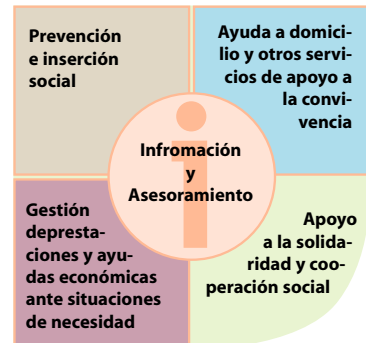 Prevención
e inserción
social
Ayuda a domici-
lio y otros servi-
cios de apoyo a
la convi-
vencia
Infromación
y
Asesoramiento
Gestión
depresta-
ciones y ayu-
das económicas
ante situaciones
de necesidad
Apoyo
a la solida-
ridad y coo-
peración social